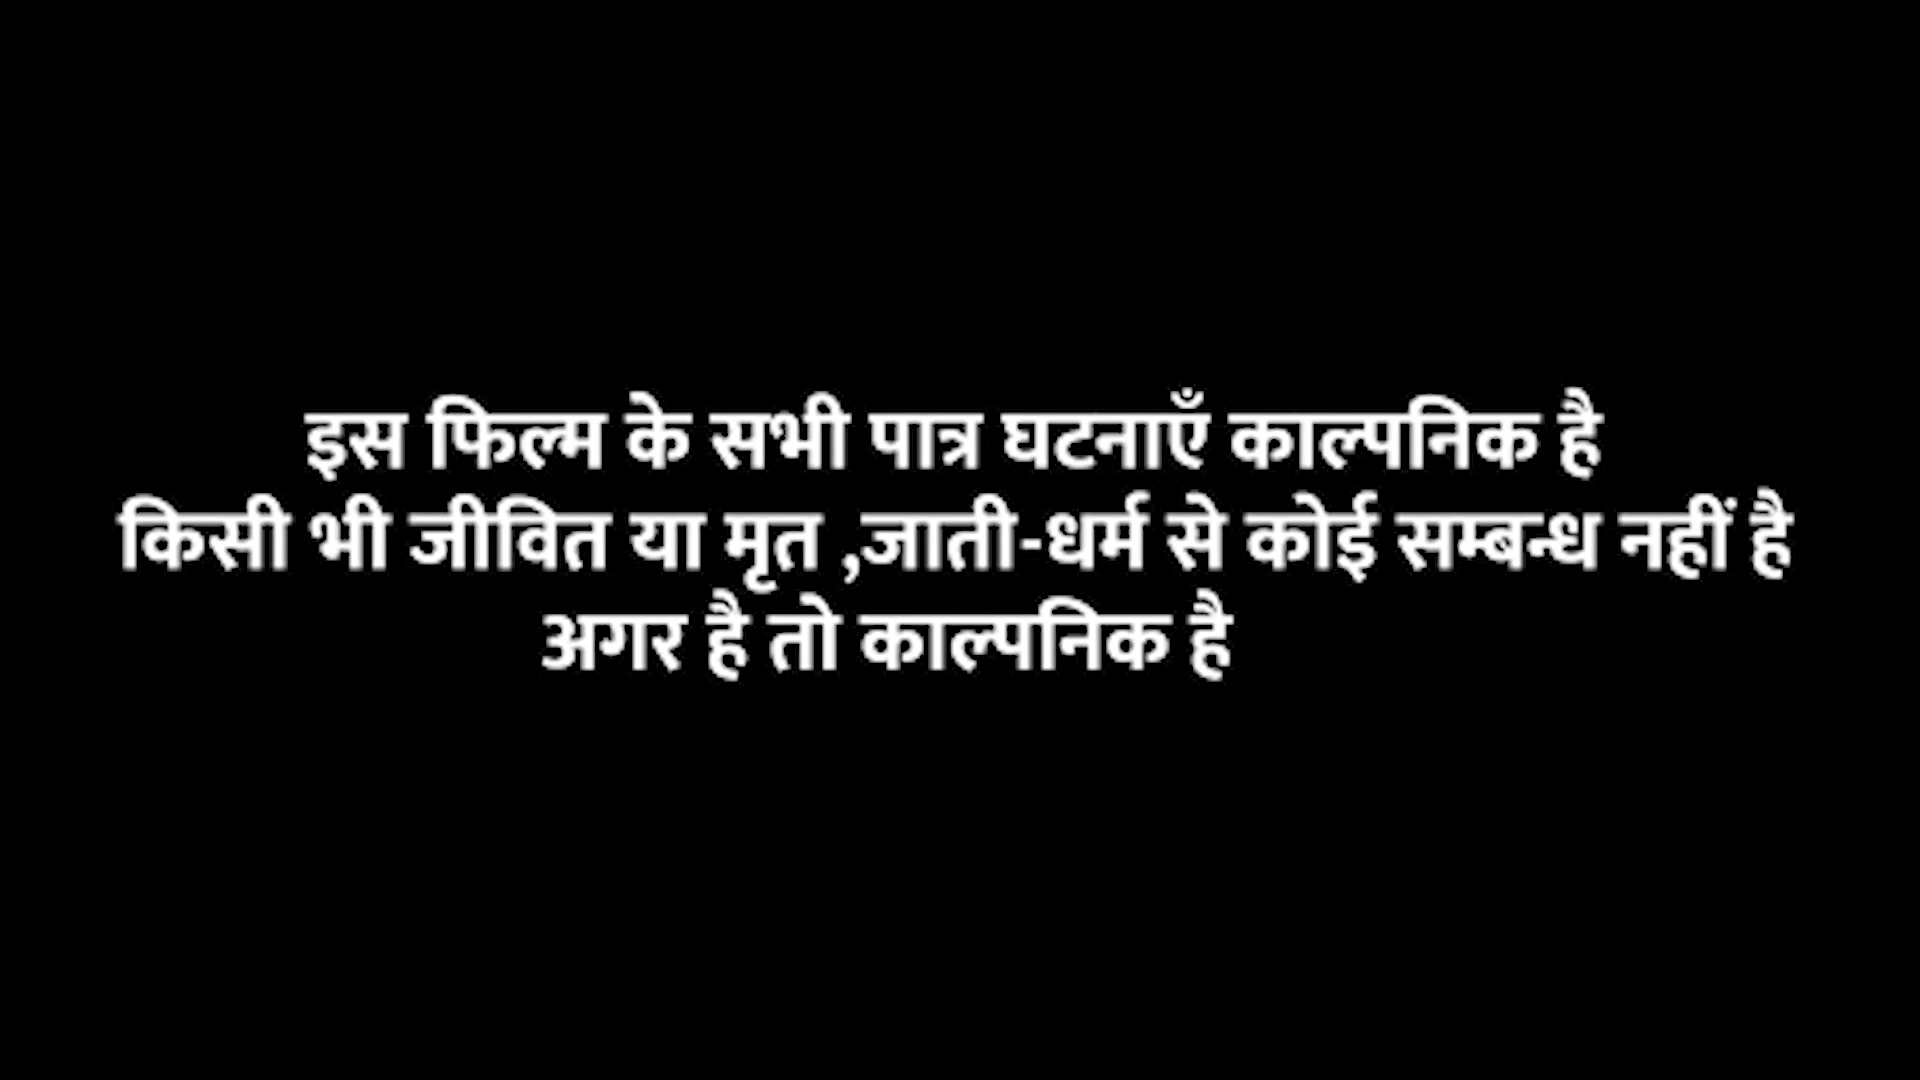 इस फिल्म के सभी पात्र घटनाएँ काल्पनिक है
किसी भी जीवित या मृत ,जाती-धर्म से कोई सम्बन्ध नहीं है
अगर है तो काल्पनिक है